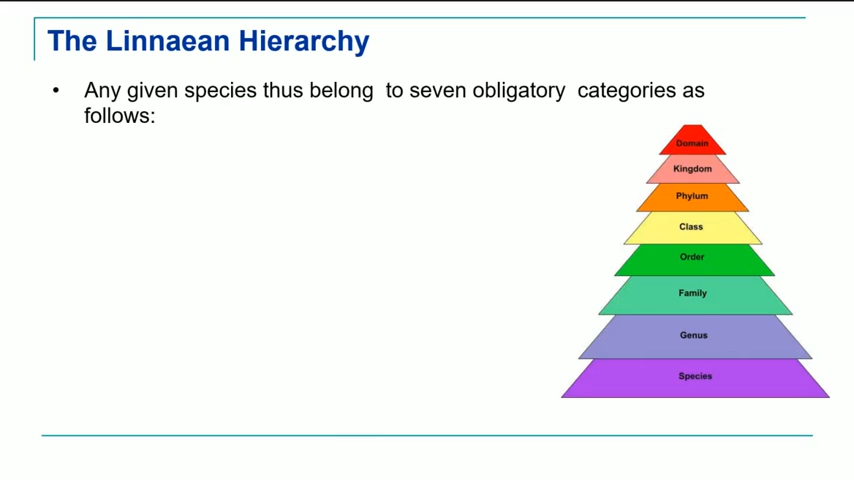 The Linnaean Hierarchy
• Any given species thus belong to seven obligatory categories as
follows:
Domain
Kingdom
Phylum
Class
Order
Family
Genus
Species